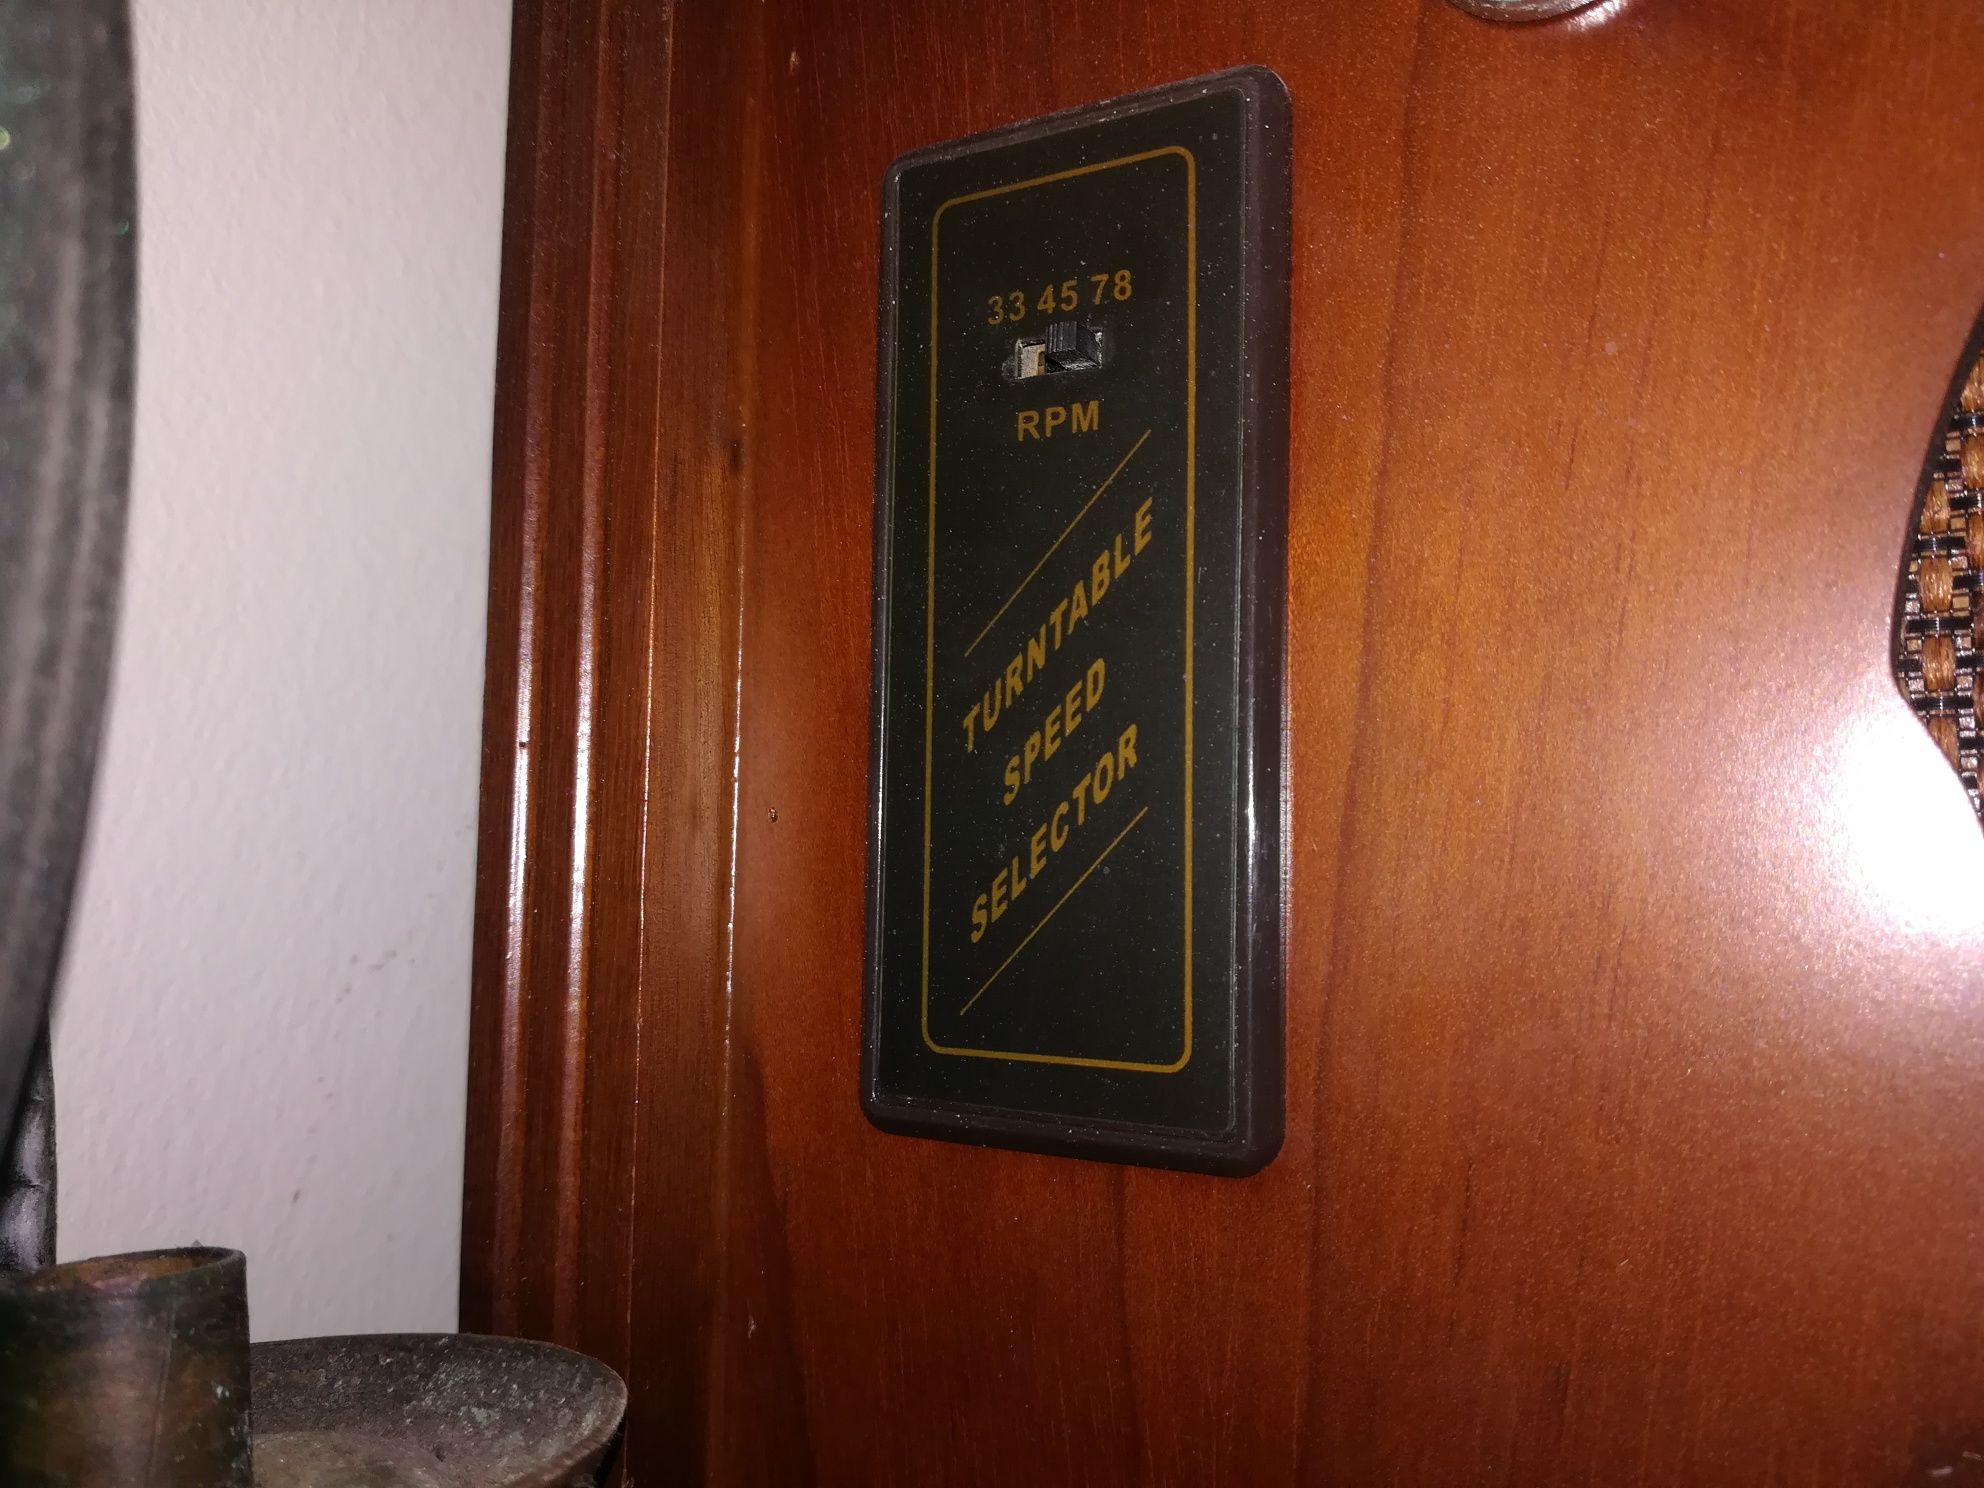 33 45 78
RPM
TURNTABLE
SPEED
SELECTOR